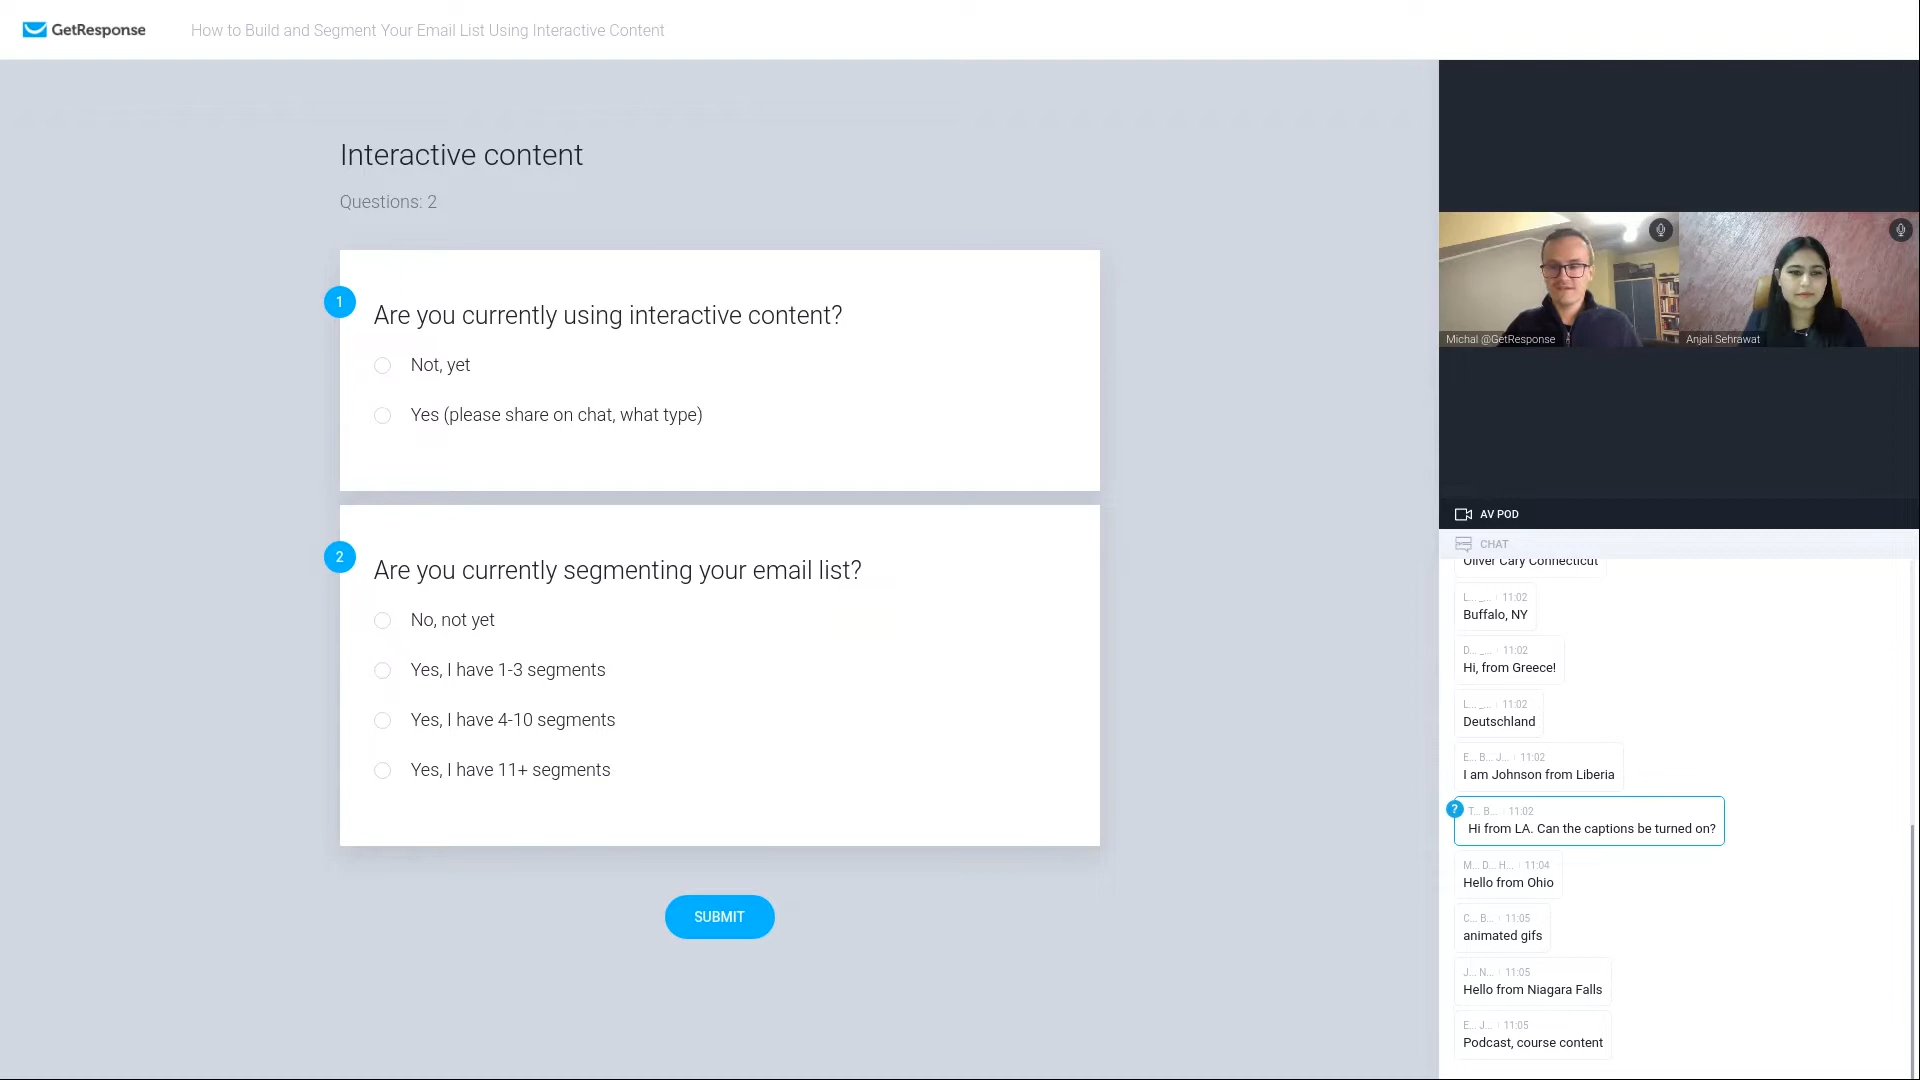 GetResponse
How to Build and Segment Your Email List Using Interactive Content
Interactive content
Questions: 2
1
Are you currently using interactive content?
Not, yet
Yes (please share on chat, what type)
2
Are you currently segmenting your email list?
No, not yet
Yes, I have 1-3 segments
Yes, I have 4-10 segments
Yes, I have 11+ segments
SUBMIT
Michal @GetResponse
Anjali Sehrawat
AV POD
CHAT
Oliver Cary Connecticut
L... _... 11:02
Buffalo, NY
D... _... 11:02
Hi, from Greece!
L... _... 11:02
Deutschland
E... B... J... 11:02
I am Johnson from Liberia
?
T... B... 11:02
Hi from LA. Can the captions be turned on?
M... D... H... 11:04
Hello from Ohio
C... B... 11:05
animated gifs
J... N... 11:05
Hello from Niagara Falls
E... J... 11:05
Podcast, course content